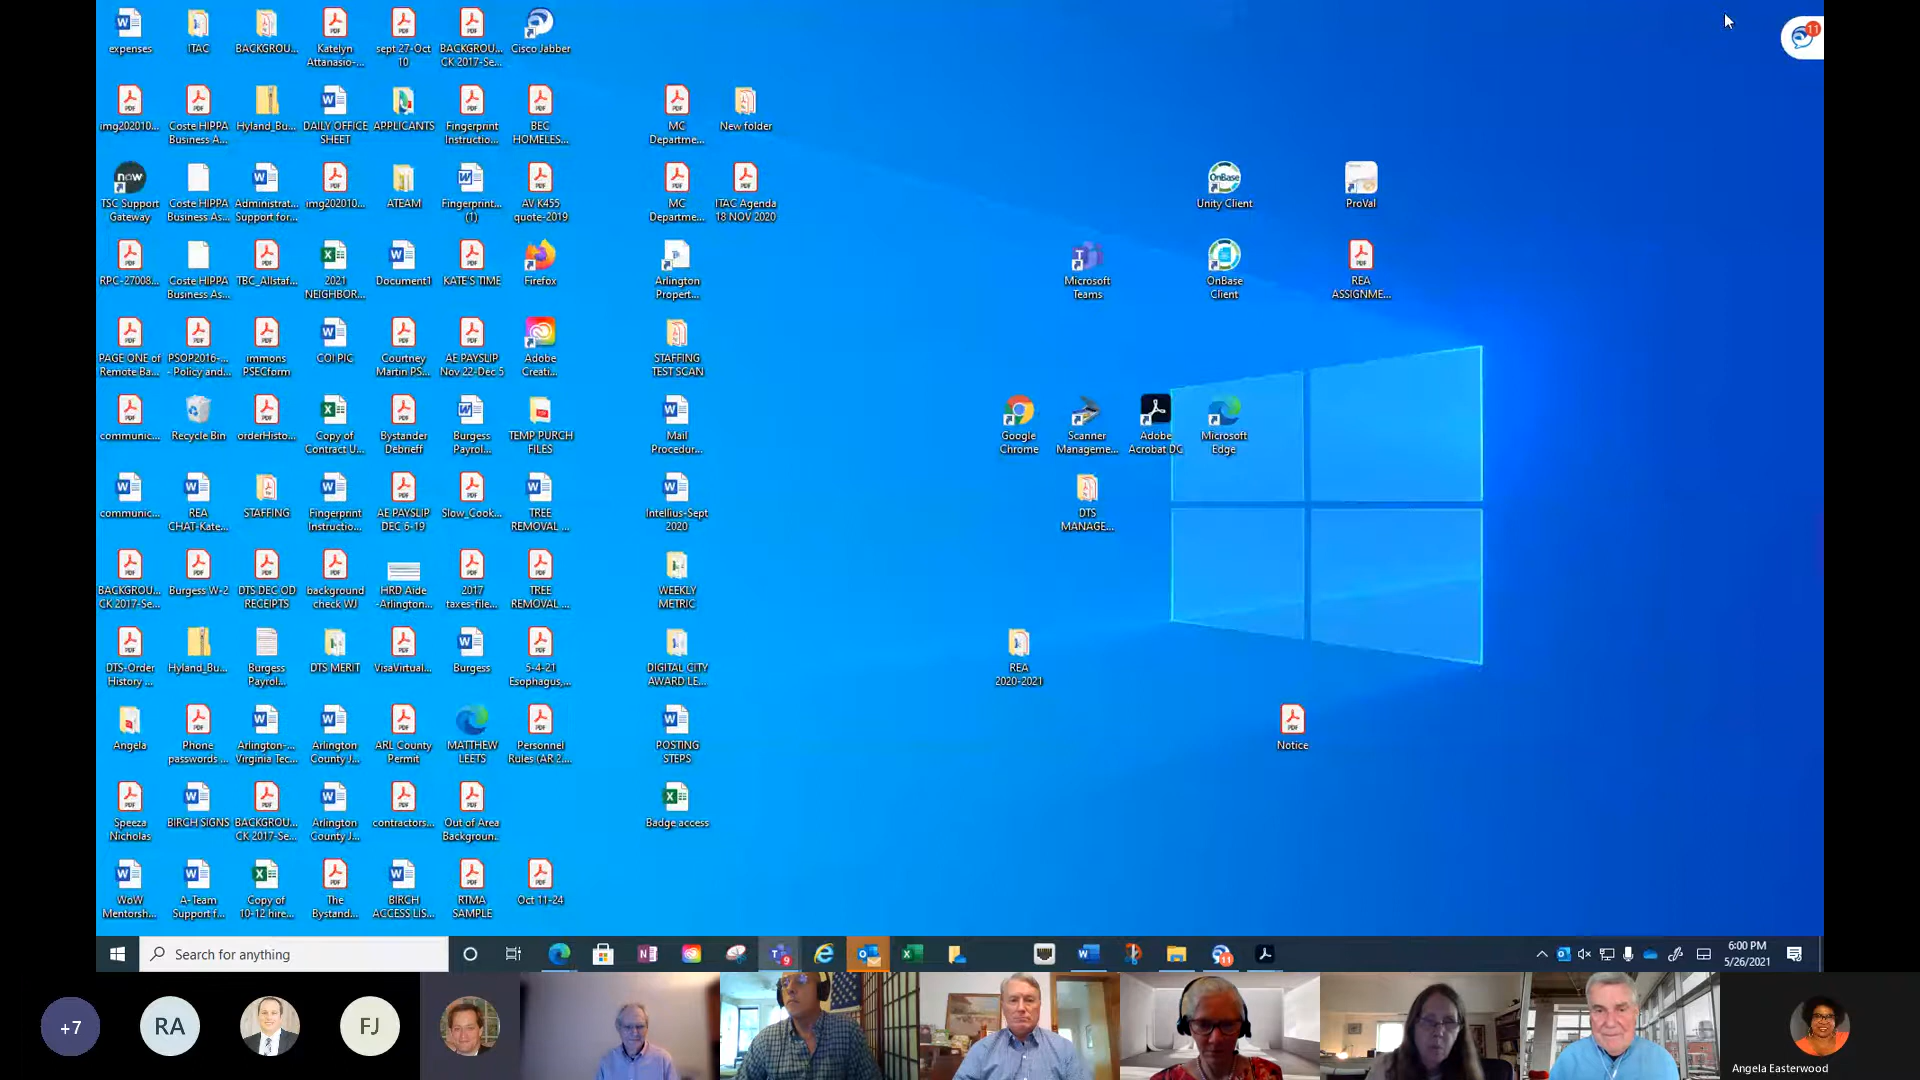 expenses
ITAC
BACKGROU...
Katelyn
Attanasio-...
sept 27-Oct
10
BACKGROU...
CK 2017-Se...
Cisco Jabber
11
img202010...
Coste HIPPA
Business A...
Hyland_Bu...
DAILY OFFICE
SHEET
APPLICANTS
Fingerprint
Instructio...
BEC
HOMELES...
MC
Departme...
New folder
now
TSC Support
Gateway
Coste HIPPA
Business As...
Administrat...
Support for...
img202010...
ATEAM
Fingerprint...
(1)
AV K455
quote-2019
MC
Departme...
ITAC Agenda
18 NOV 2020
OnBase
Unity Client
ProVal
RPC-27008...
Coste HIPPA
Business As...
TBC_Allstaf...
2021
NEIGHBOR...
Document1
KATE'S TIME
Firefox
Arlington
Propert...
Microsoft
Teams
OnBase
Client
REA
ASSIGNME...
PAGE ONE of
Remote Ba...
PSOP2016-...
- Policy and...
immons
PSECform
COI PIC
Courtney
Martin PS...
AE PAYSLIP
Nov 22-Dec 5
Adobe
Creati...
STAFFING
TEST SCAN
communic...
Recycle Bin
orderHisto...
Copy of
Contract U...
Bystander
Debrieff
Burgess
Payrol...
TEMP PURCH
FILES
Mail
Procedur...
Google
Chrome
Scanner
Manageme...
Adobe
Acrobat DC
Microsoft
Edge
communic...
REA
CHAT-Kate...
STAFFING
Fingerprint
Instructio...
AE PAYSLIP
DEC 6-19
Slow_Cook...
TREE
REMOVAL ...
Intellius-Sept
2020
DTS
MANAGE...
BACKGROU...
CK 2017-Se...
Burgess W-2
DTS DEC OD
RECEIPTS
background
check WJ
HRD Aide
-Arlington...
2017
taxes-file...
TREE
REMOVAL ...
WEEKLY
METRIC
DTS-Order
History ...
Hyland_Bu...
Burgess
Payrol...
DTS MERIT
VisaVirtual...
Burgess
5-4-21
Esophagus,...
DIGITAL CITY
AWARD LE...
REA
2020-2021
Angela
Phone
passwords ...
Arlington-...
Virginia Tec...
Arlington
County J...
ARL County
Permit
MATTHEW
LEETS
Personnel
Rules (AR 2....
POSTING
STEPS
Notice
Speeza
Nicholas
BIRCH SIGNS
BACKGROU...
CK 2017-Se...
Arlington
County J...
contractors...
Out of Area
Backgroun...
Badge access
WoW
Mentorsh...
A-Team
Support f...
Copy of
10-12 hire...
The
Bystand...
BIRCH
ACCESS LIS...
RTMA
SAMPLE
Oct 11-24
Search for anything
9
11
6:00 PM
5/26/2021
+7
RA
FJ
Angela Easterwood